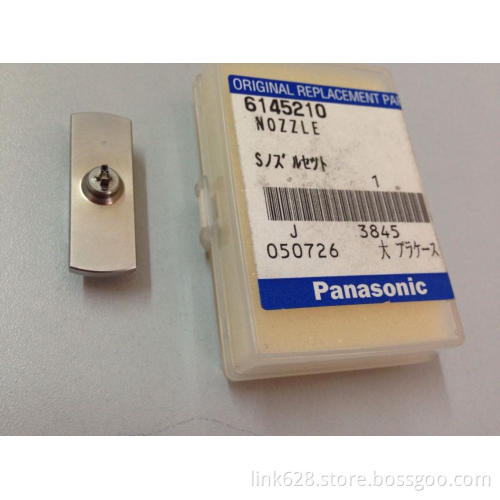 ORIGINAL REPLACEMENT PAR
6145210
NOZZLE
Sノズルセット
1
J 3845
050726 大 プラケース
Panasonic
link628.store.bossgoo.com